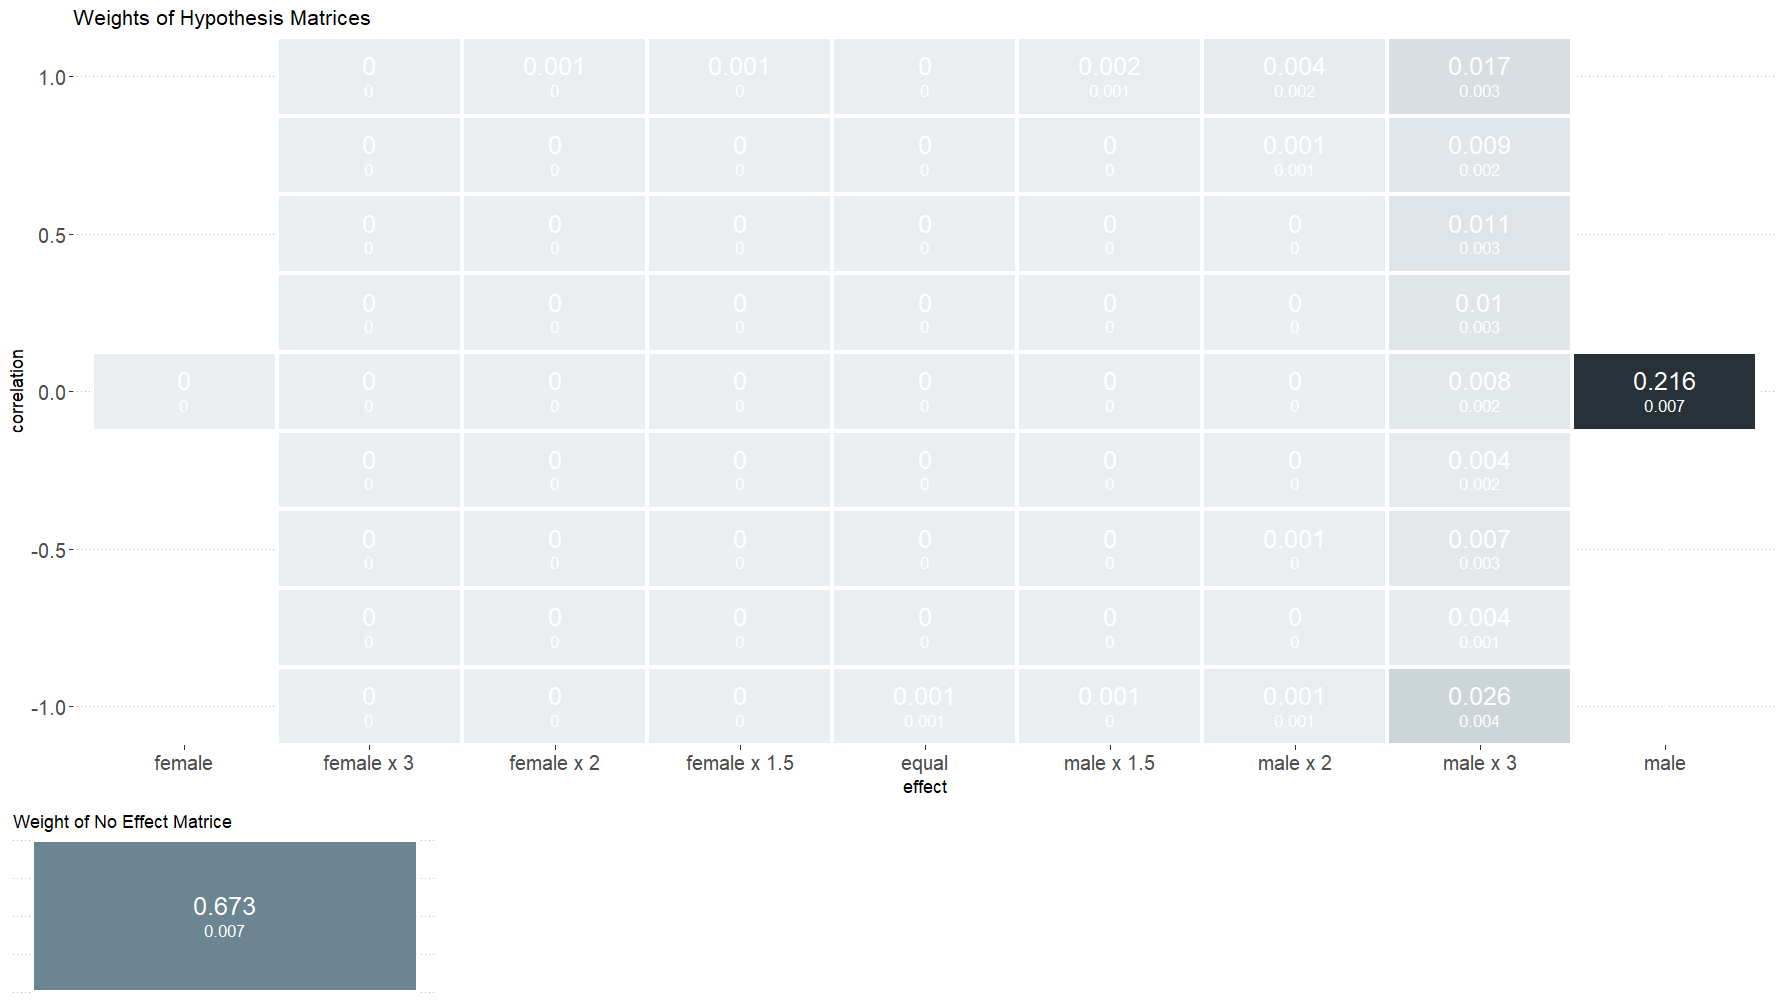 Weights of Hypothesis Matrices
1.0 0 0.001 0.001 0 0.002 0.004 0.017
0 0 0 0 0.001 0.002 0.003
0 0 0 0 0 0.001 0.009
0 0 0 0 0 0.001 0.002
0.5 0 0 0 0 0 0 0.011
0 0 0 0 0 0 0.003
0 0 0 0 0 0 0.01
0 0 0 0 0 0 0.003
correlation
0.0 0 0 0 0 0 0 0 0.008 0.216
0 0 0 0 0 0 0 0.002 0.007
0 0 0 0 0 0 0.004
0 0 0 0 0 0 0.002
-0.5 0 0 0 0 0 0.001 0.007
0 0 0 0 0 0 0.003
0 0 0 0 0 0 0.004
0 0 0 0 0 0 0.001
-1.0 0 0 0 0.001 0.001 0.001 0.026
0 0 0 0.001 0 0.001 0.004
female female x 3 female x 2 female x 1.5 equal male x 1.5 male x 2 male x 3 male
effect
Weight of No Effect Matrice
0.673
0.007